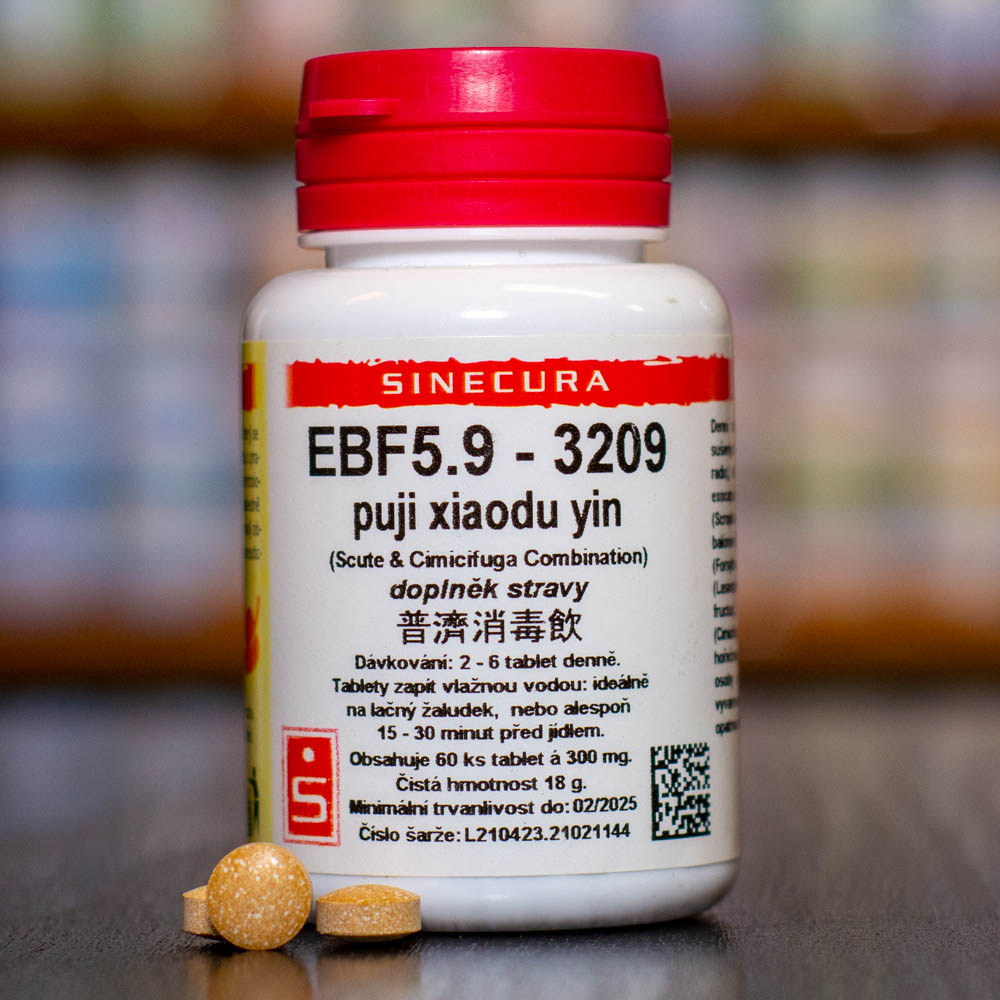 SINECURA
EBF5.9 - 3209
puji xiaodu yin
(Scute & Cimicifuga Combination)
doplněk stravy
普濟消毒飲
Dávkování: 2 - 6 tablet denně.
Tablety zapít vlažnou vodou: ideálně
na lačný žaludek, nebo alespoň
15 - 30 minut před jídlem.
Obsahuje 60 ks tablet á 300 mg.
Čistá hmotnost 18 g.
Minimální trvanlivost do: 02/2025
Číslo šarže: L210423.21021144
S